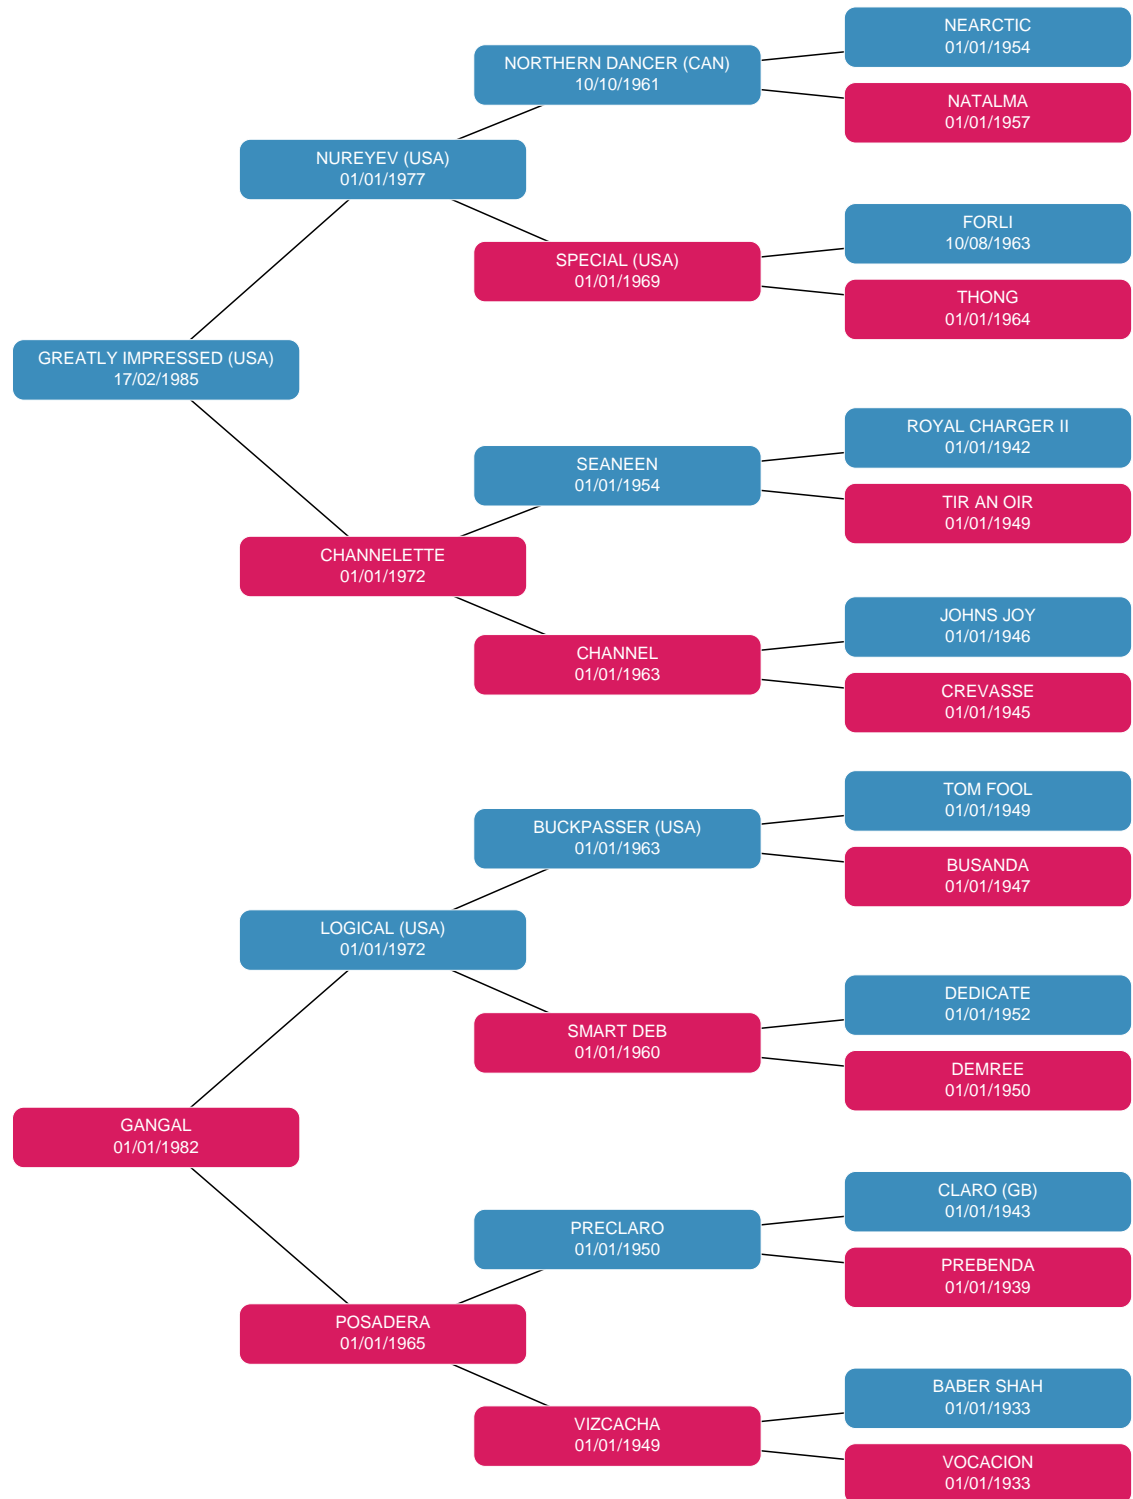 NEARCTIC
01/01/1954
NORTHERN DANCER (CAN)
10/10/1961
NATALMA
01/01/1957
NUREYEV (USA)
01/01/1977
FORLI
10/08/1963
SPECIAL (USA)
01/01/1969
THONG
01/01/1964
GREATLY IMPRESSED (USA)
17/02/1985
ROYAL CHARGER II
01/01/1942
SEANEEN
01/01/1954
TIR AN OIR
01/01/1949
CHANNELETTE
01/01/1972
JOHNS JOY
01/01/1946
CHANNEL
01/01/1963
CREVASSE
01/01/1945
TOM FOOL
01/01/1949
BUCKPASSER (USA)
01/01/1963
BUSANDA
01/01/1947
LOGICAL (USA)
01/01/1972
DEDICATE
01/01/1952
SMART DEB
01/01/1960
DEMREE
01/01/1950
GANGAL
01/01/1982
CLARO (GB)
01/01/1943
PRECLARO
01/01/1950
PREBENDA
01/01/1939
POSADERA
01/01/1965
BABER SHAH
01/01/1933
VIZCACHA
01/01/1949
VOCACION
01/01/1933